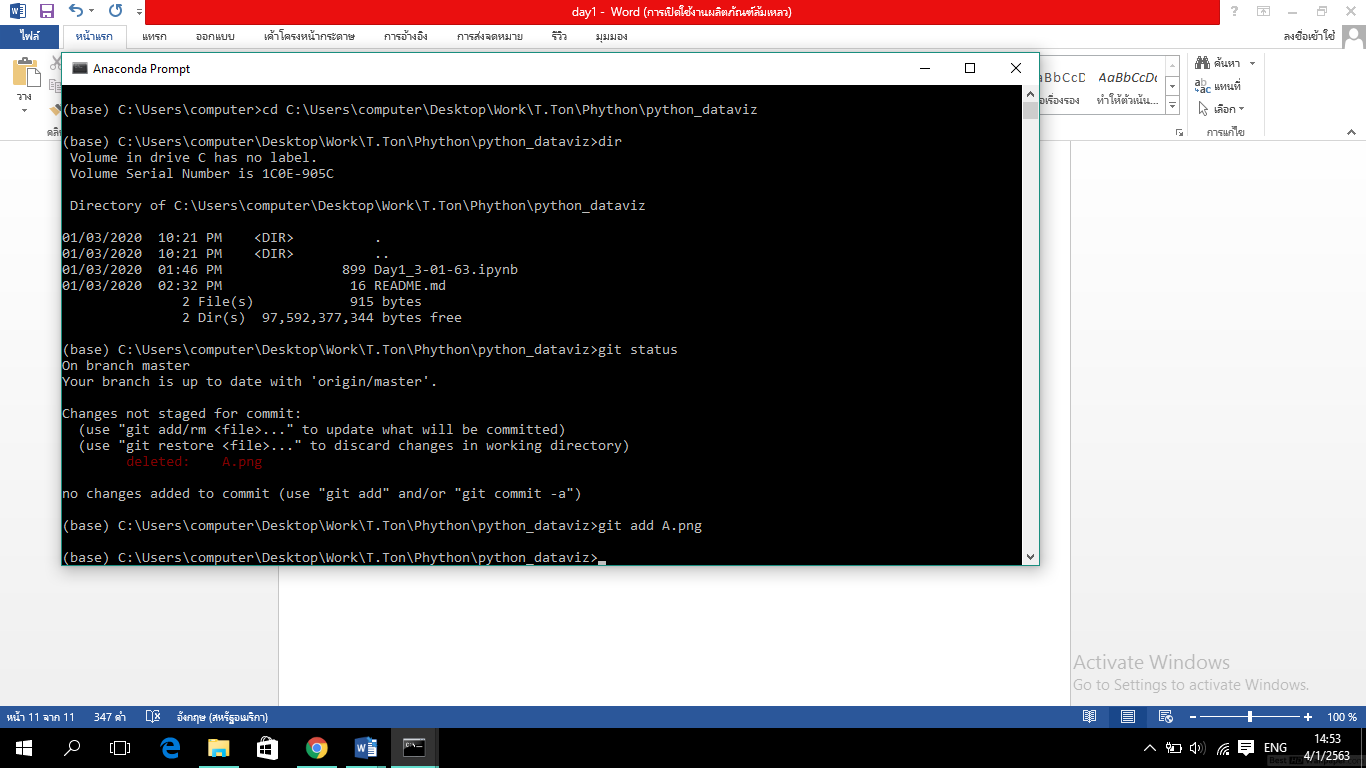 day1 - Word (การเปิดใช้งานผลิตภัณฑ์ล้มเหลว)
ไฟล์ หน้าแรก แทรก ออกแบบ เค้าโครงหน้ากระดาษ การอ้างอิง การส่งจดหมาย รีวิว มุมมอง ลงชื่อเข้าใช้
วาง
Anaconda Prompt
AaBbCcDc
ทำให้ตัวเน้น...
ค้นหา
แทนที่
เลือก
การแก้ไข
(base) C:\Users\computer>cd C:\Users\computer\Desktop\Work\T.Ton\Phython\python_dataviz
(base) C:\Users\computer\Desktop\Work\T.Ton\Phython\python_dataviz>dir
Volume in drive C has no label.
Volume Serial Number is 1C0E-905C
Directory of C:\Users\computer\Desktop\Work\T.Ton\Phython\python_dataviz
01/03/2020 10:21 PM <DIR> .
01/03/2020 10:21 PM <DIR> ..
01/03/2020 01:46 PM 899 Day1_3-01-63.ipynb
01/03/2020 02:32 PM 16 README.md
2 File(s) 915 bytes
2 Dir(s) 97,592,377,344 bytes free
(base) C:\Users\computer\Desktop\Work\T.Ton\Phython\python_dataviz>git status
On branch master
Your branch is up to date with 'origin/master'.
Changes not staged for commit:
(use "git add/rm <file>..." to update what will be committed)
(use "git restore <file>..." to discard changes in working directory)
deleted: A.png
no changes added to commit (use "git add" and/or "git commit -a")
(base) C:\Users\computer\Desktop\Work\T.Ton\Phython\python_dataviz>git add A.png
(base) C:\Users\computer\Desktop\Work\T.Ton\Phython\python_dataviz>
Activate Windows
Go to Settings to activate Windows.
หน้า 11 จาก 11 347 คำ อังกฤษ (สหรัฐอเมริกา) 100 %
ENG
14:53
4/1/2563